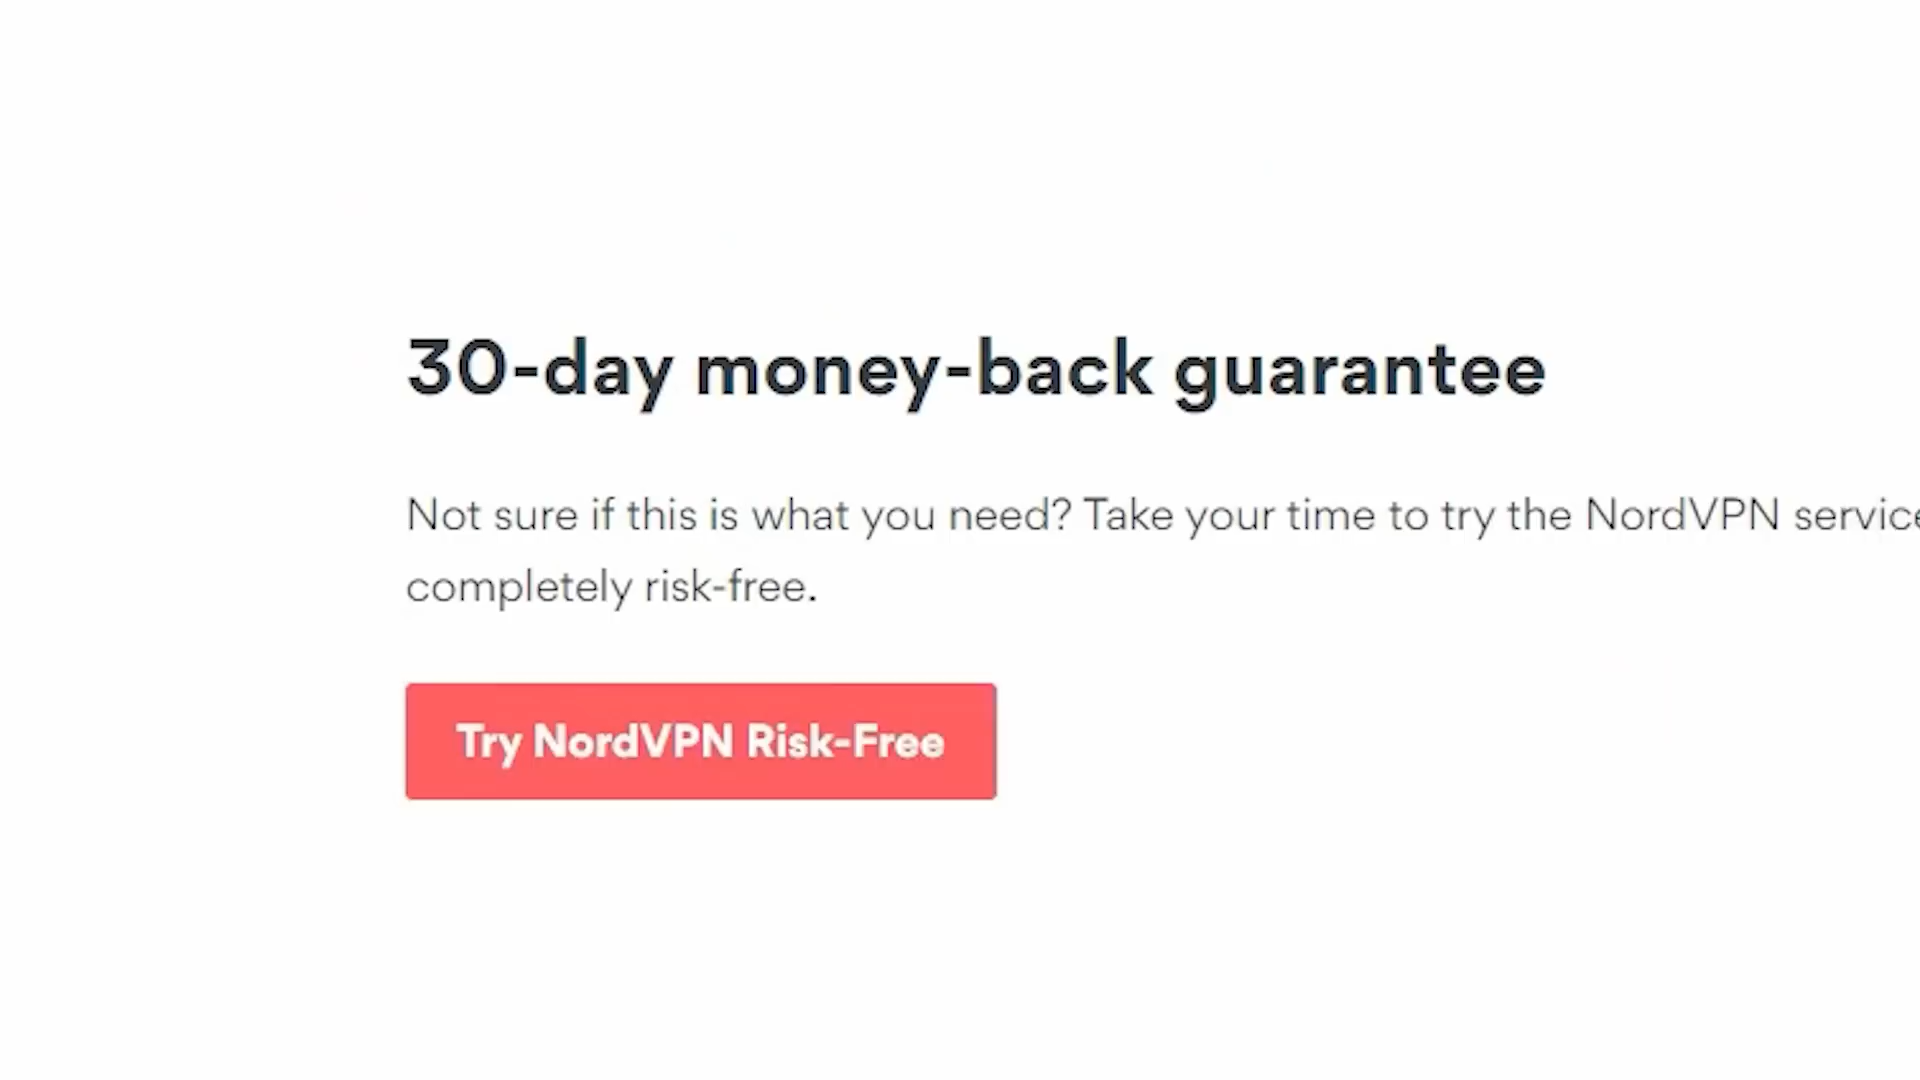 30-day money-back guarantee
Not sure if this is what you need? Take your time to try the NordVPN service
completely risk-free.
Try NordVPN Risk-Free